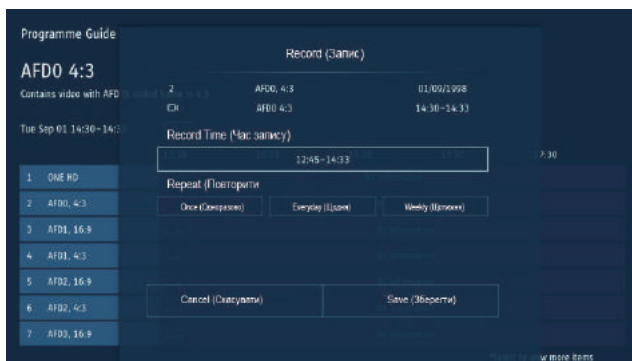 Programme Guide
Record (Запис)
AFD0 4:3
Contains video with AFD
2 AFD0, 4:3 01/09/1998
AFD0 4:3 14:30-14:33
Tue Sep 01 14:30-14:
Record Time (Час запису)
12:45-14:33
7:30
1 ONE HD
Repeat (Повторити
2 AFD0, 4:3
Once (Одноразово) Everyday (Щодня) Weekly (Щотижня)
3 AFD1, 16:9
4 AFD1, 4:3
5 AFD2, 16:9
Cancel (Скасувати) Save (Зберегти)
6 AFD2, 4:3
7 AFD3, 16:9
w more items